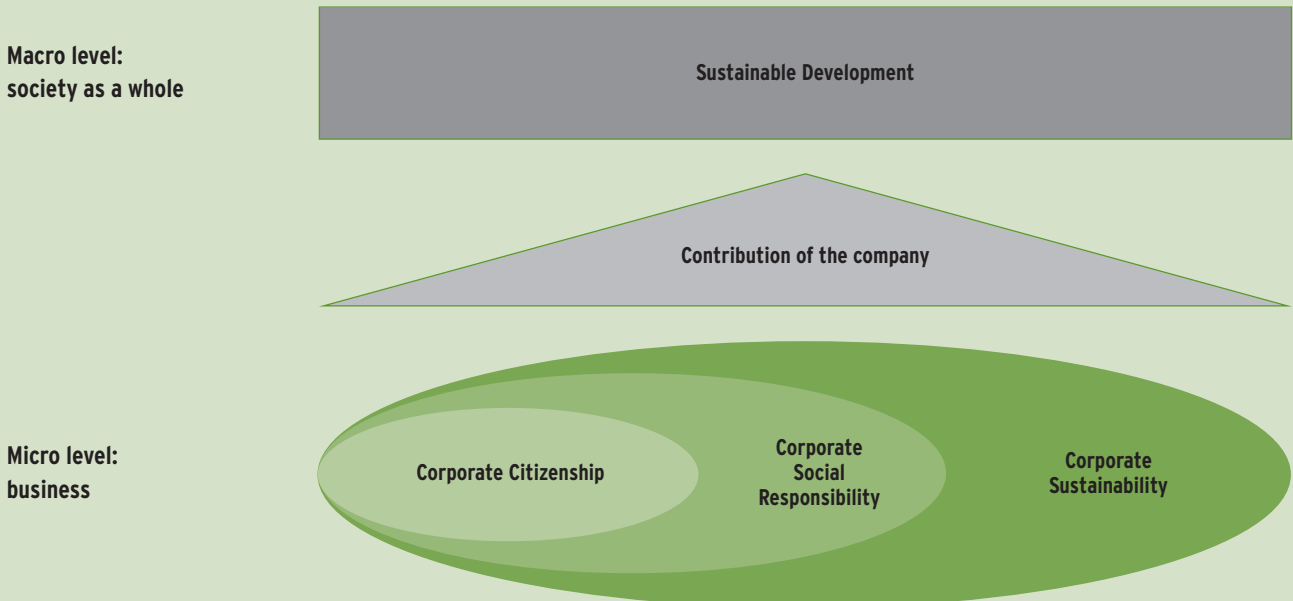 Macro level:
society as a whole
Sustainable Development
Contribution of the company
Micro level:
business
Corporate Citizenship
Corporate
Social
Responsibility
Corporate
Sustainability